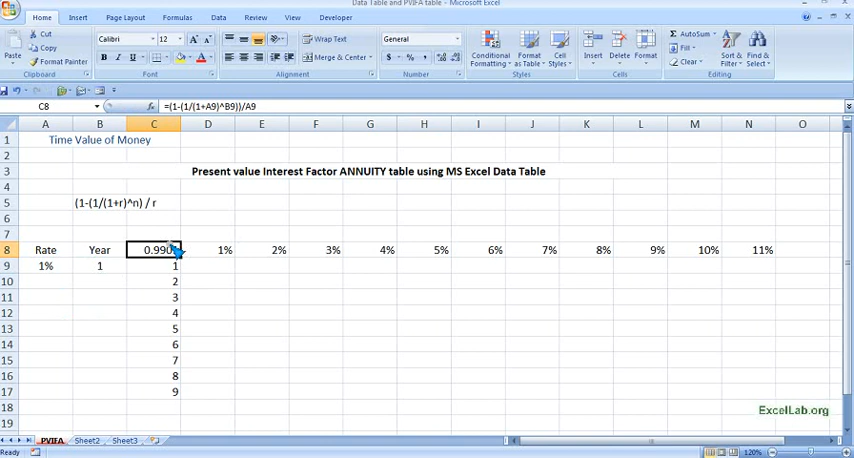 Data Table and PVIFA table - Microsoft Excel
Home Insert Page Layout Formulas Data Review View Developer
Cut
Copy
Format Painter
Paste
Clipboard
Calibri 12
B I U
Font
Wrap Text
Merge & Center
Alignment
General
$ % ,
Number
Conditional Formatting
Format as Table
Cell Styles
Styles
Insert Delete Format
Cells
AutoSum
Fill
Clear
Sort & Filter
Find & Select
Editing
C8 fx =(1-(1/(1+A9)^B9))/A9
A B C D E F G H I J K L M N O
1 Time Value of Money
2
3 Present value Interest Factor ANNUITY table using MS Excel Data Table
4
5 (1-(1/(1+r)^n) / r
6
7
8 Rate Year 0.990 1% 2% 3% 4% 5% 6% 7% 8% 9% 10% 11%
9 1% 1 1
10 2
11 3
12 4
13 5
14 6
15 7
16 8
17 9
18
19
ExcelLab.org
PVIFA Sheet2 Sheet3
Ready 120%